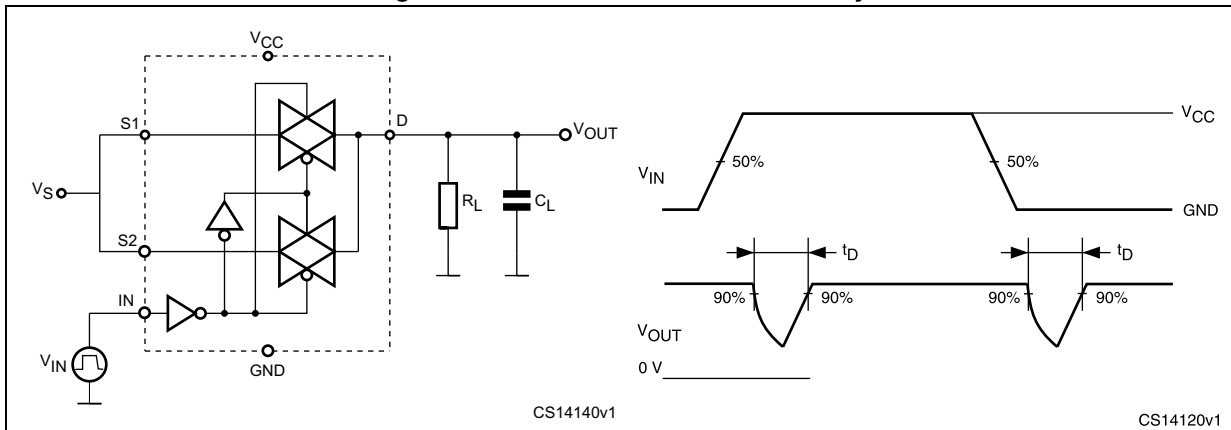 VCC
S1
D
VOUT
VS
RL
CL
S2
IN
VIN
GND
CS14140v1
VCC
50%
50%
VIN
GND
tD
tD
90%
90%
90%
90%
VOUT
0 V
CS14120v1